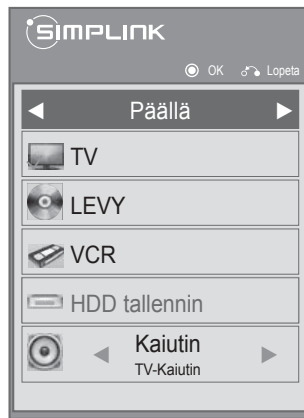 SIMPLINK
OK Lopeta
Päällä
TV
LEVY
VCR
HDD tallennin
Kaiutin
TV-Kaiutin